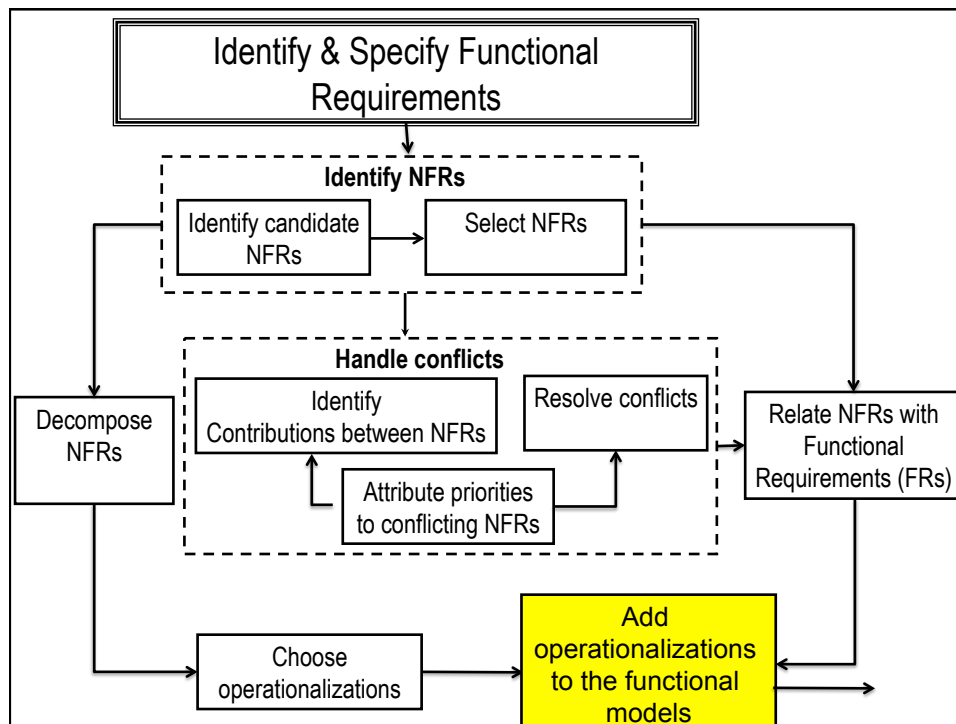 Identify & Specify Functional
Requirements
Identify NFRs
Identify candidate
NFRs
Select NFRs
Handle conflicts
Identify
Contributions between NFRs
Resolve conflicts
Attribute priorities
to conflicting NFRs
Decompose
NFRs
Relate NFRs with
Functional
Requirements (FRs)
Choose
operationalizations
Add
operationalizations
to the functional
models